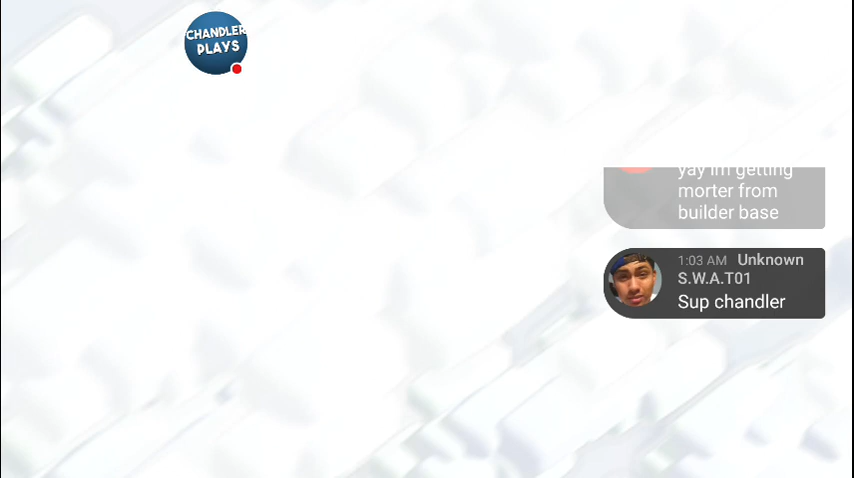 CHANDLER
PLAYS
yay im getting
morter from
builder base
1:03 AM Unknown
S.W.A.T01
Sup chandler